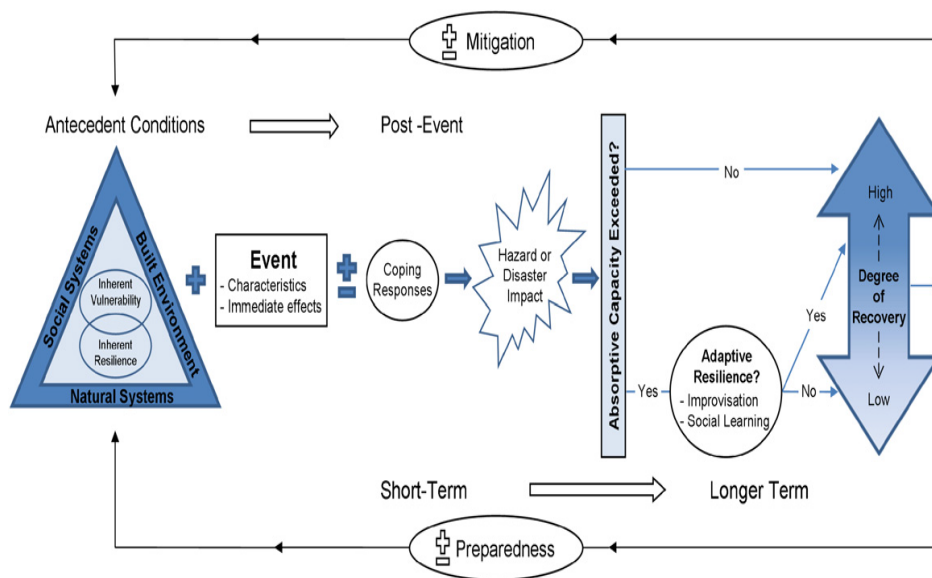 Mitigation
Antecedent Conditions
Post -Event
Social Systems
Built Environment
Natural Systems
Inherent
Vulnerability
Inherent
Resilience
Event
- Characteristics
- Immediate effects
Coping
Responses
Hazard or
Disaster
Impact
Absorptive Capacity Exceeded?
No
Yes
Adaptive
Resilience?
- Improvisation
- Social Learning
Yes
No
High
Degree
of
Recovery
Low
Short-Term
Longer Term
Preparedness